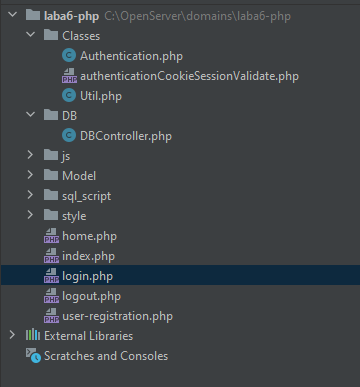 laba6-php C:\OpenServer\domains\laba6-php
Classes
Authentication.php
authenticationCookieSessionValidate.php
Util.php
DB
DBController.php
js
Model
sql_script
style
home.php
index.php
login.php
logout.php
user-registration.php
External Libraries
Scratches and Consoles